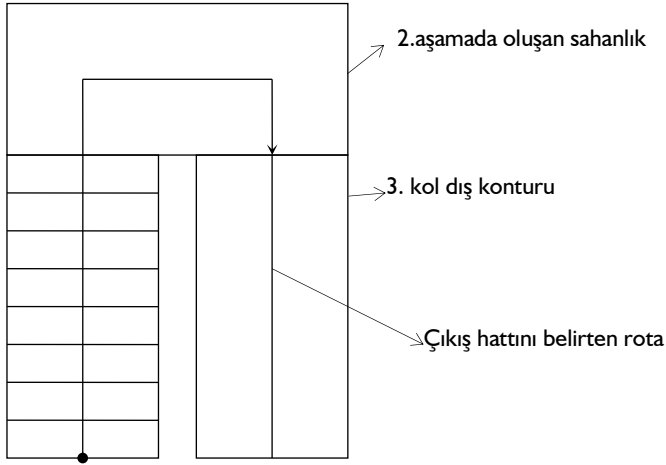 2.aşamada oluşan sahanlık
3. kol dış konturu
Çıkış hattını belirten rota